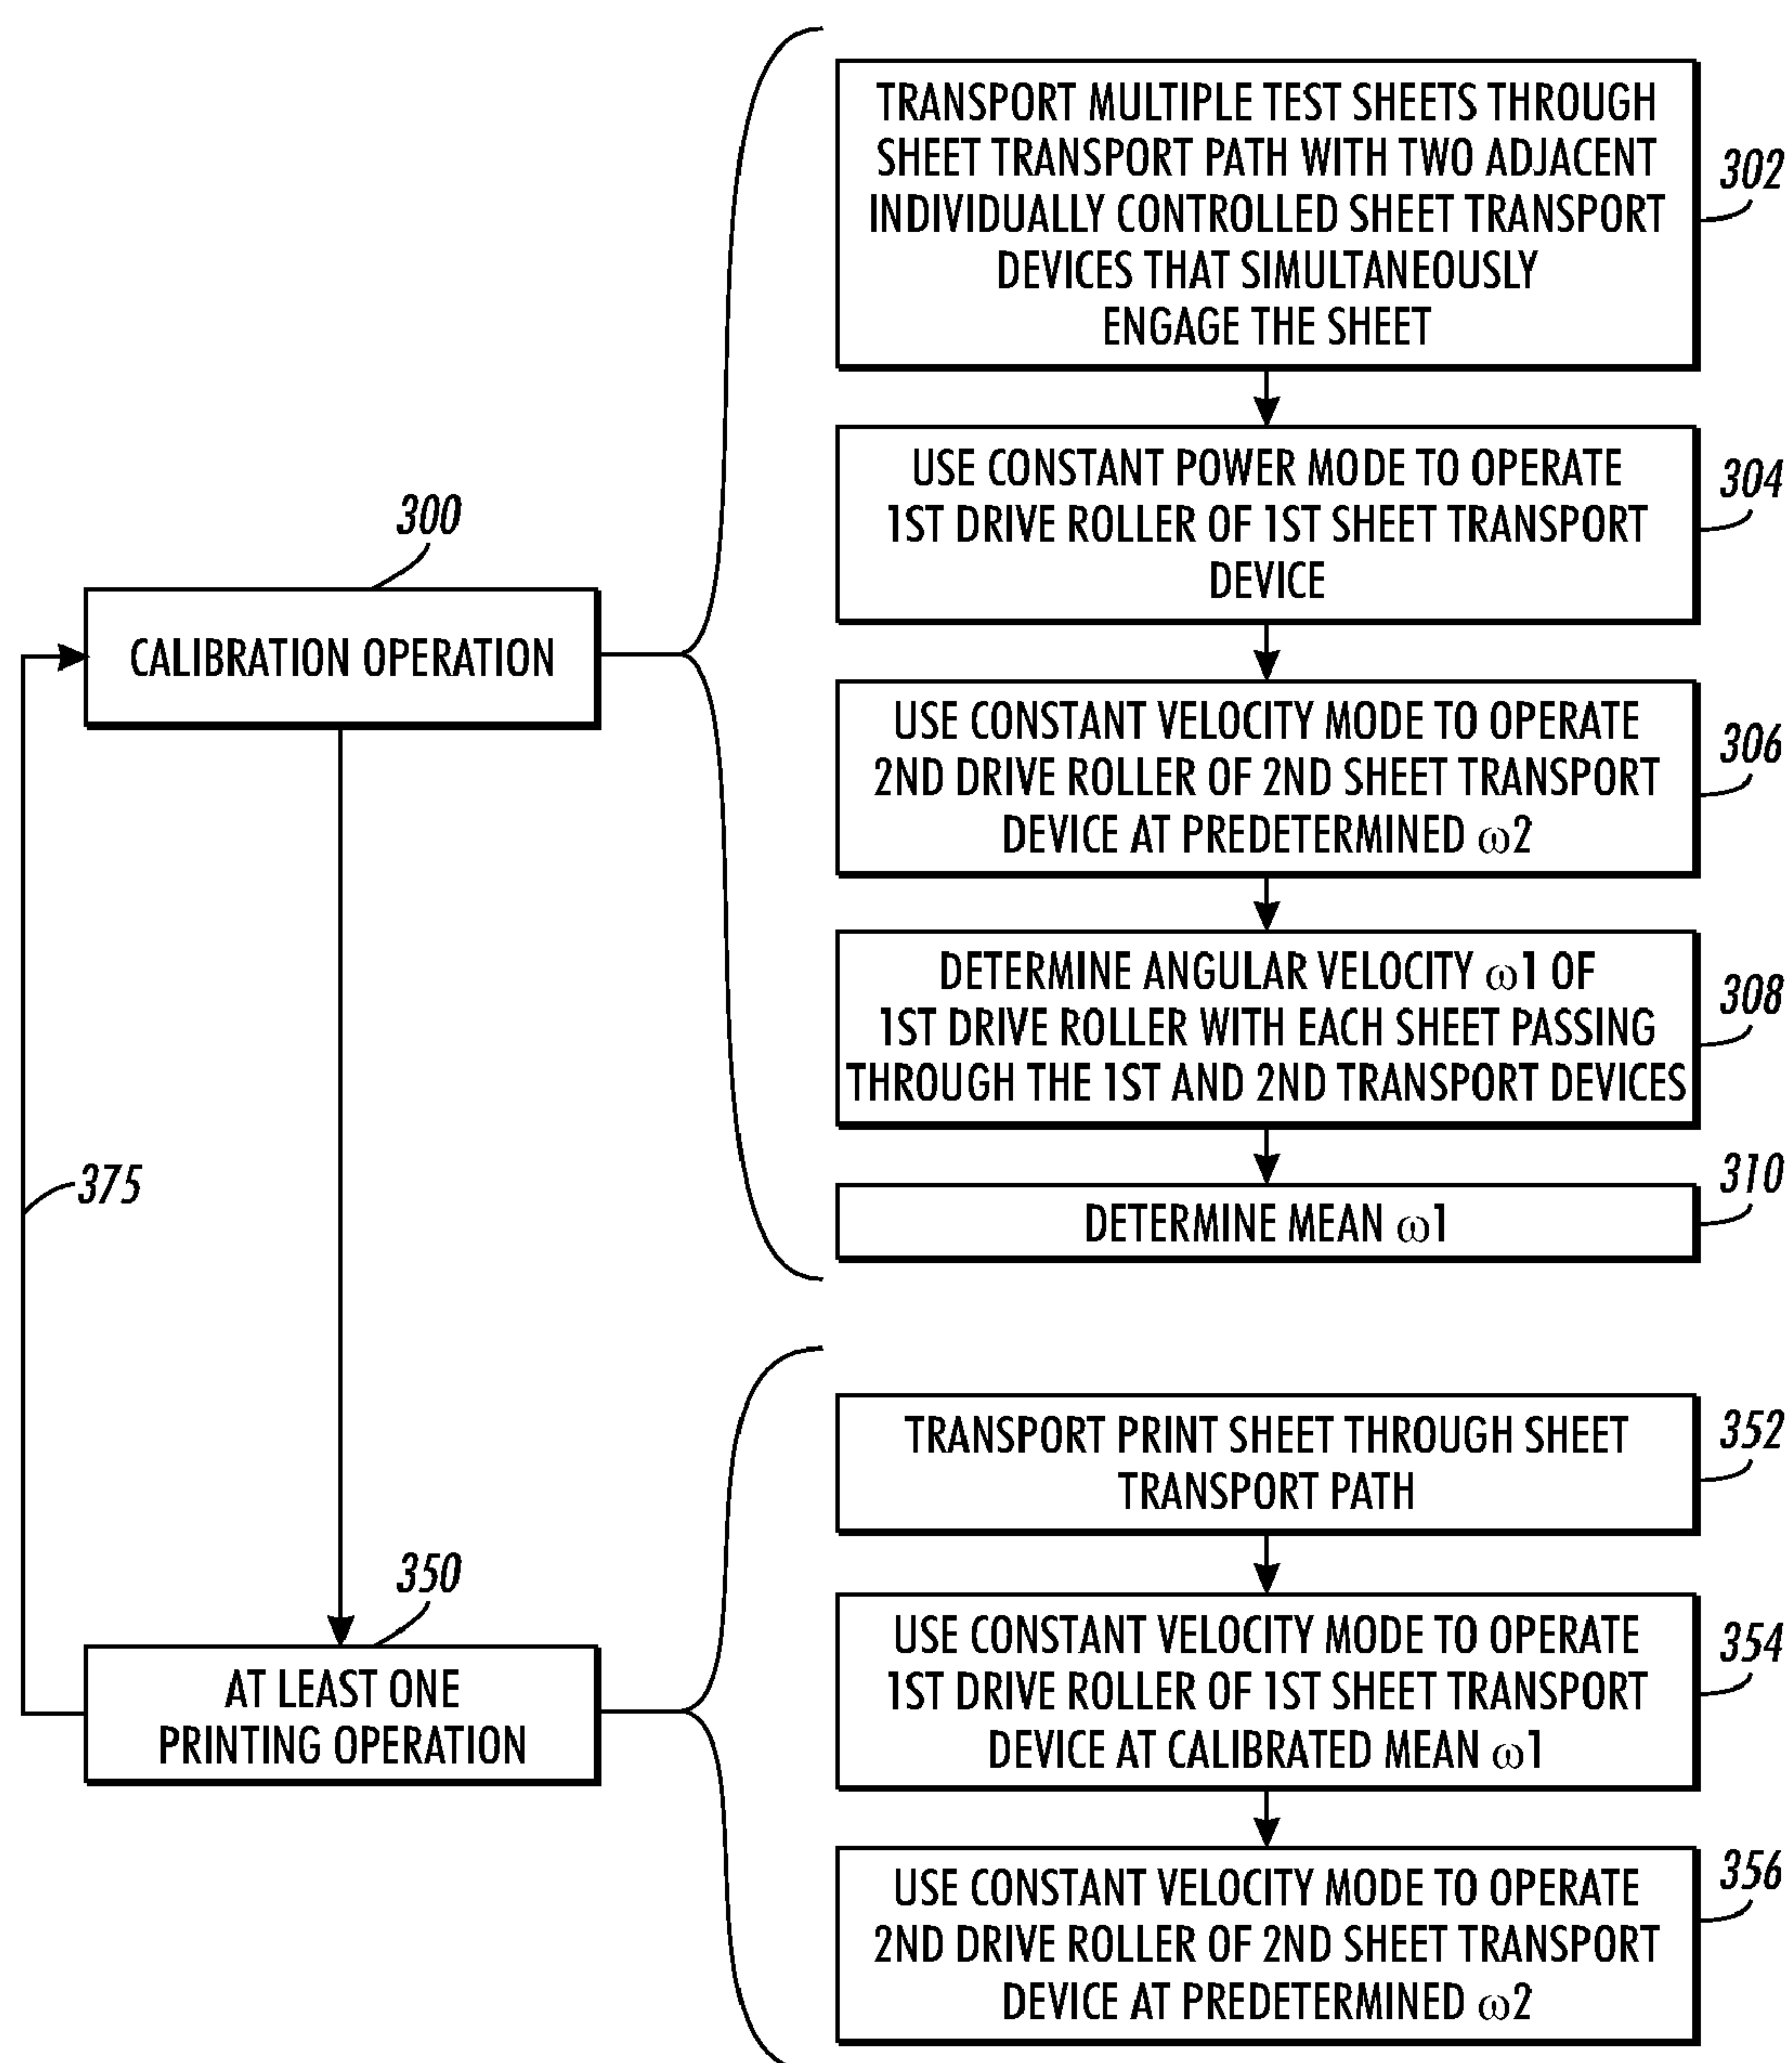 300
CALIBRATION OPERATION
TRANSPORT MULTIPLE TEST SHEETS THROUGH
SHEET TRANSPORT PATH WITH TWO ADJACENT
INDIVIDUALLY CONTROLLED SHEET TRANSPORT
DEVICES THAT SIMULTANEOUSLY
ENGAGE THE SHEET
302
USE CONSTANT POWER MODE TO OPERATE
1ST DRIVE ROLLER OF 1ST SHEET TRANSPORT
DEVICE
304
USE CONSTANT VELOCITY MODE TO OPERATE
2ND DRIVE ROLLER OF 2ND SHEET TRANSPORT
DEVICE AT PREDETERMINED ω2
306
DETERMINE ANGULAR VELOCITY ω1 OF
1ST DRIVE ROLLER WITH EACH SHEET PASSING
THROUGH THE 1ST AND 2ND TRANSPORT DEVICES
308
DETERMINE MEAN ω1
310
375
350
AT LEAST ONE
PRINTING OPERATION
TRANSPORT PRINT SHEET THROUGH SHEET
TRANSPORT PATH
352
USE CONSTANT VELOCITY MODE TO OPERATE
1ST DRIVE ROLLER OF 1ST SHEET TRANSPORT
DEVICE AT CALIBRATED MEAN ω1
354
USE CONSTANT VELOCITY MODE TO OPERATE
2ND DRIVE ROLLER OF 2ND SHEET TRANSPORT
DEVICE AT PREDETERMINED ω2
356